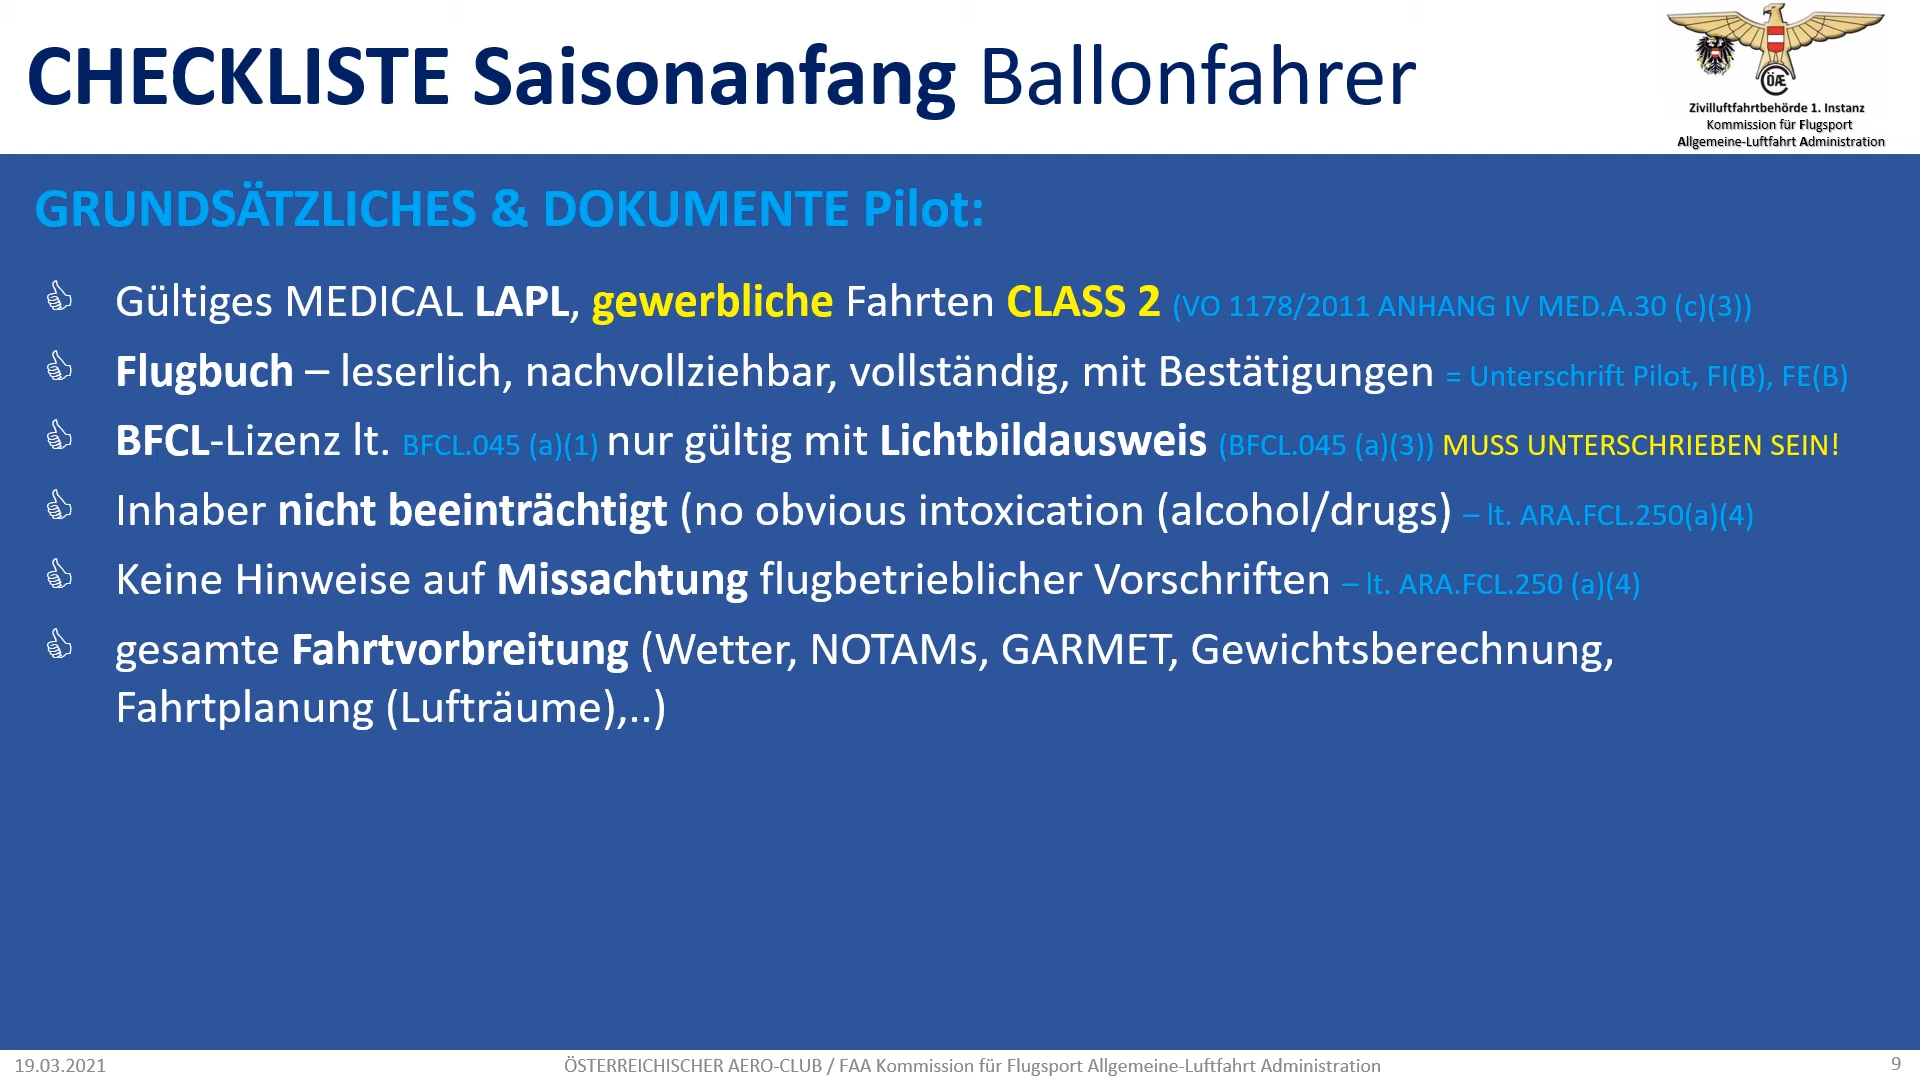 CHECKLISTE Saisonanfang Ballonfahrer
ÖAE
Zivilluftfahrtbehörde 1. Instanz
Kommission für Flugsport
Allgemeine-Luftfahrt Administration
GRUNDSÄTZLICHES & DOKUMENTE Pilot:
Gültiges MEDICAL LAPL, gewerbliche Fahrten CLASS 2 (VO 1178/2011 ANHANG IV MED.A.30 (c)(3))
Flugbuch – leserlich, nachvollziehbar, vollständig, mit Bestätigungen = Unterschrift Pilot, FI(B), FE(B)
BFCL-Lizenz lt. BFCL.045 (a)(1) nur gültig mit Lichtbildausweis (BFCL.045 (a)(3)) MUSS UNTERSCHRIEBEN SEIN!
Inhaber nicht beeinträchtigt (no obvious intoxication (alcohol/drugs) – lt. ARA.FCL.250(a)(4)
Keine Hinweise auf Missachtung flugbetrieblicher Vorschriften – lt. ARA.FCL.250 (a)(4)
gesamte Fahrtvorbreitung (Wetter, NOTAMs, GARMET, Gewichtsberechnung,
Fahrtplanung (Lufträume),..)
19.03.2021
ÖSTERREICHISCHER AERO-CLUB / FAA Kommission für Flugsport Allgemeine-Luftfahrt Administration
9